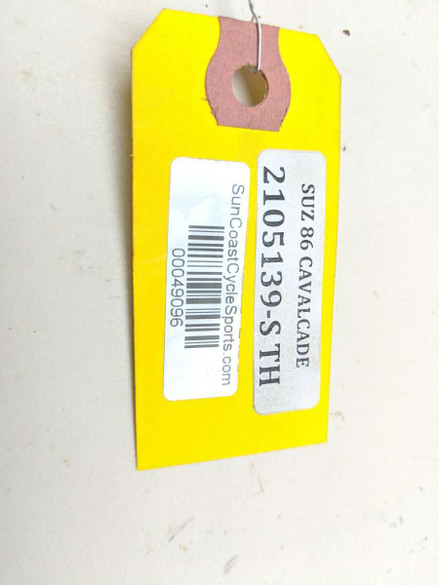 SUZ 86 CAVALCADE
2105139-S TH
SunCoastCycleSports.com
00049096